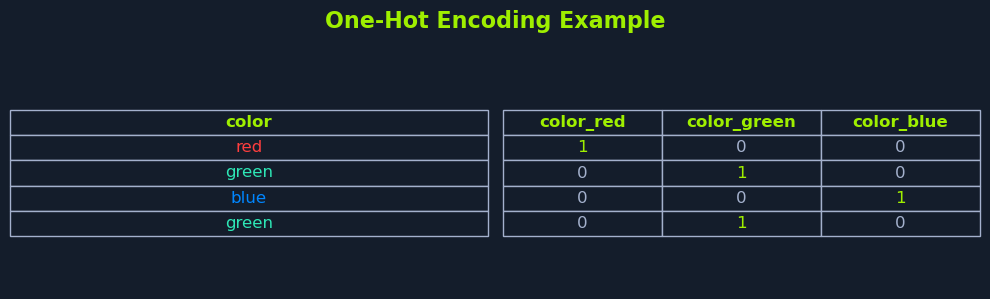 One-Hot Encoding Example
color color_red color_green color_blue
red 1 0 0
green 0 1 0
blue 0 0 1
green 0 1 0